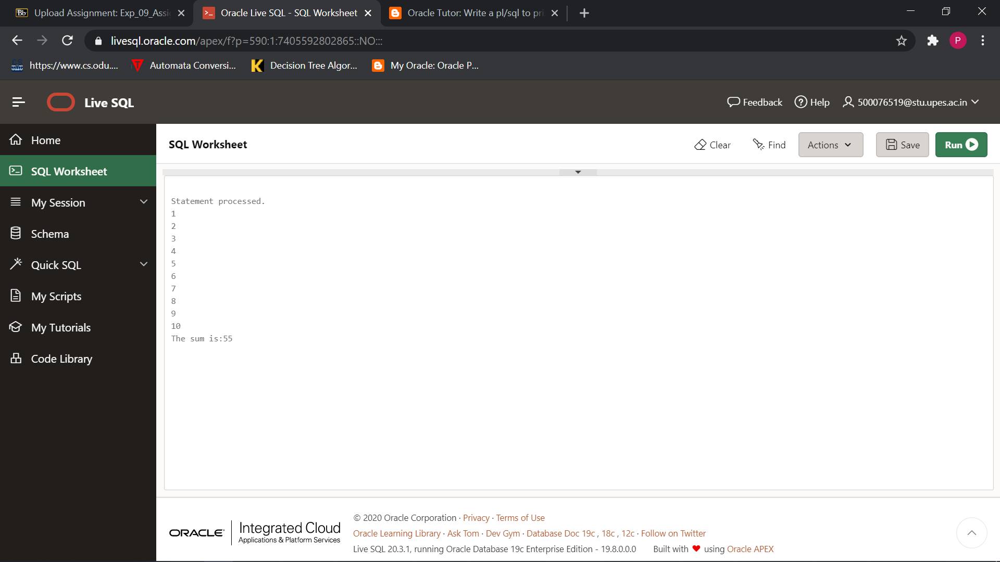 Bb Upload Assignment: Exp_09_Assi
>_ Oracle Live SQL - SQL Worksheet
Oracle Tutor: Write a pl/sql to pri
livesql.oracle.com/apex/f?p=590:1:7405592802865::NO:::
P
CS https://www.cs.odu....
T Automata Conversi...
K Decision Tree Algor...
My Oracle: Oracle P...
Live SQL
Feedback
Help
500076519@stu.upes.ac.in
Home
SQL Worksheet
My Session
Schema
Quick SQL
My Scripts
My Tutorials
Code Library
SQL Worksheet
Clear
Find
Actions
Save
Run
Statement processed.
1
2
3
4
5
6
7
8
9
10
The sum is:55
ORACLE
Integrated Cloud
Applications & Platform Services
© 2020 Oracle Corporation · Privacy · Terms of Use
Oracle Learning Library · Ask Tom · Dev Gym · Database Doc 19c, 18c, 12c · Follow on Twitter
Live SQL 20.3.1, running Oracle Database 19c Enterprise Edition - 19.8.0.0.0 Built with ♥ using Oracle APEX